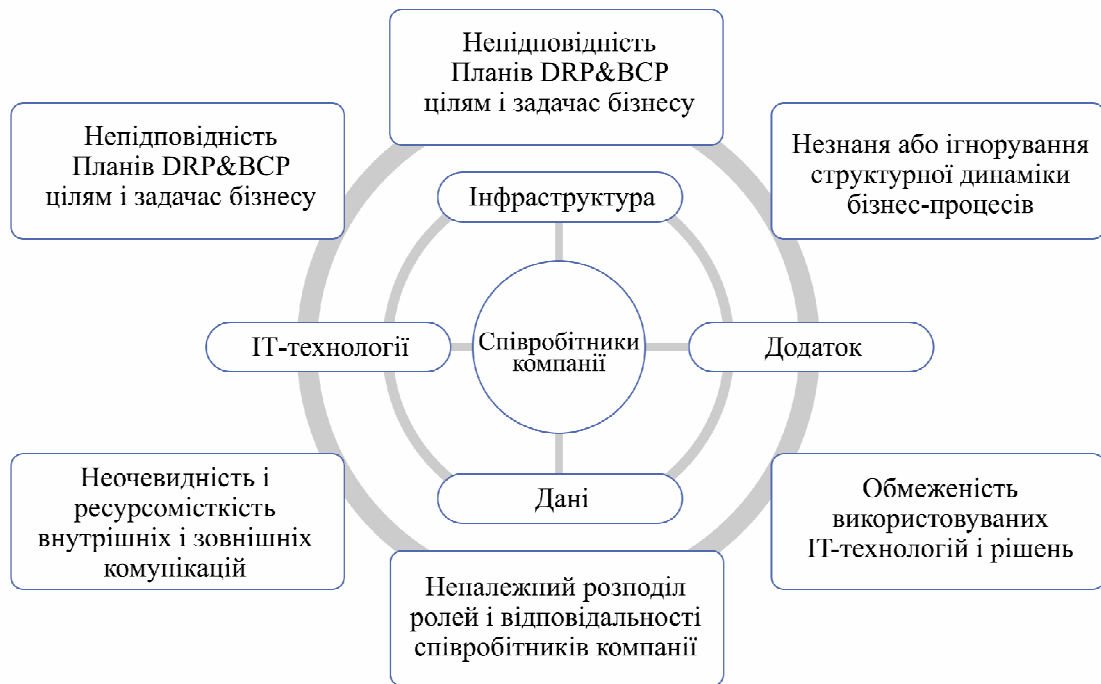 Непідповідність
Планів DRP&BCP
цілям і задачас бізнесу
Непідповідність
Планів DRP&BCP
цілям і задачас бізнесу
Незнаня або ігнорування
структурної динаміки
бізнес-процесів
Інфраструктура
ІТ-технології
Співробітники
компанії
Додаток
Дані
Неочевидність і
ресурсомісткість
внутрішніх і зовнішніх
комунікацій
Непалежний розподіл
ролей і відповідальності
співробітників компанії
Обмеженість
використовуваних
ІТ-технологій і рішень